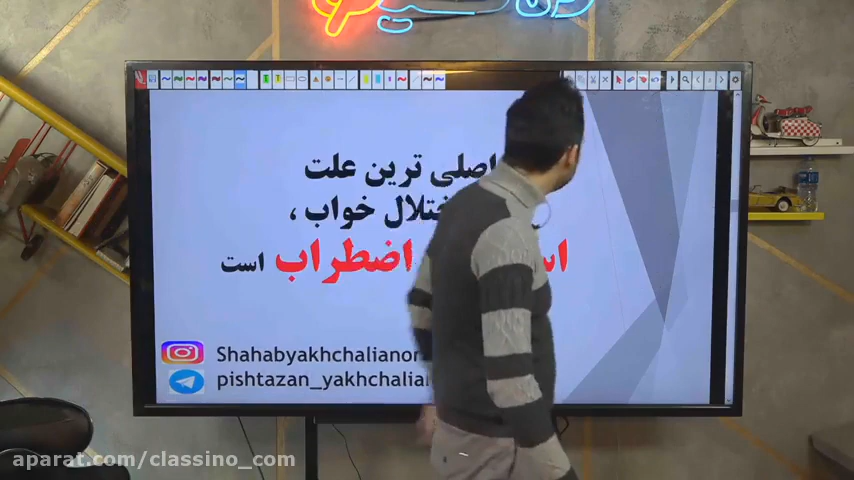 اصلی ترین علت
ختلال خواب ،
اضطراب است
Shahabyakhchalianor
pishtazan_yakhchalian
aparat.com/classino_com